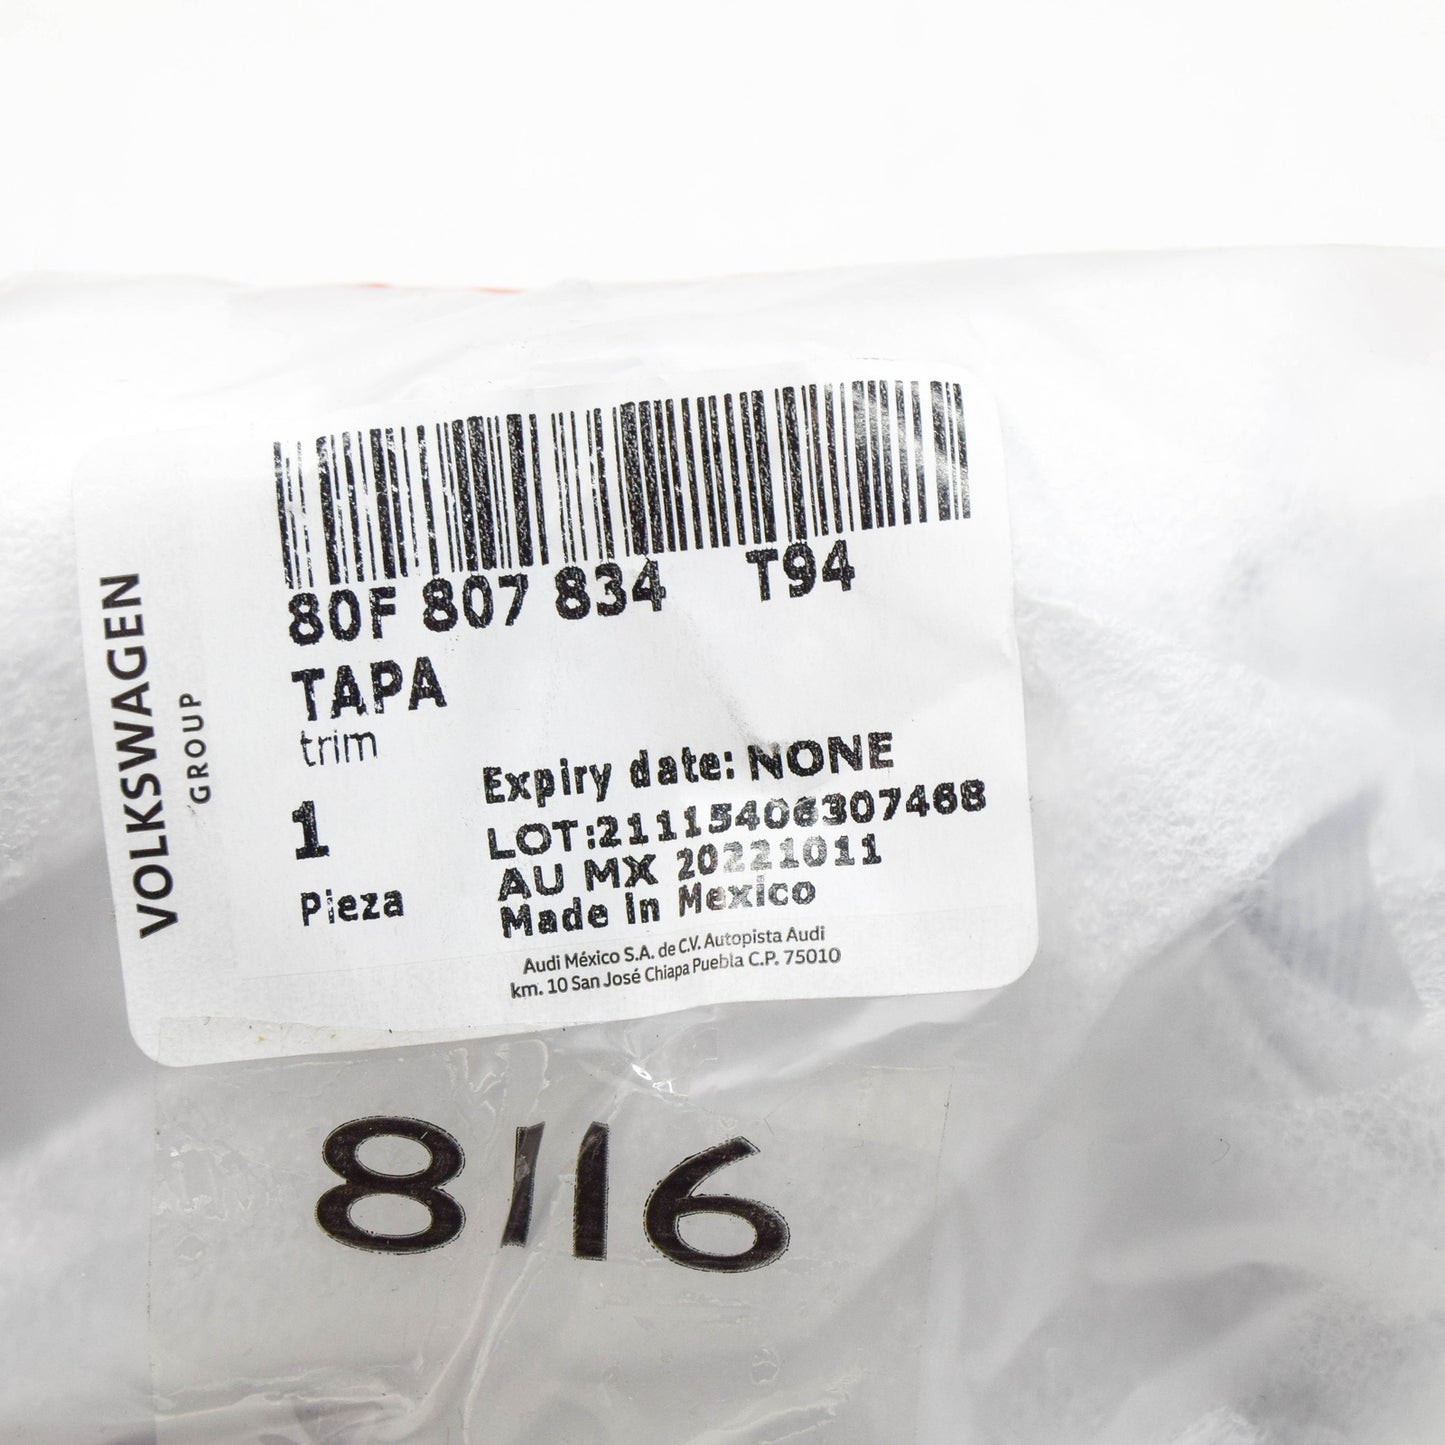 VOLKSWAGEN
GROUP
80F 807 834 T94
TAPA
trim
1
Pieza
Expiry date: NONE
LOT:21115406307468
AU MX 20221011
Made in Mexico
Audi México S.A. de C.V. Autopista Audi
km. 10 San José Chiapa Puebla C.P. 75010
8116